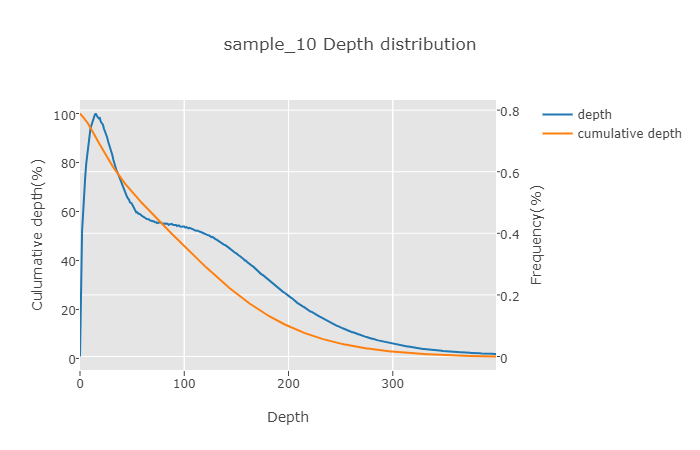 sample_10 Depth distribution
depth
cumulative depth
Culumative depth(%)
100
80
60
40
20
0
0.8
0.6
0.4
0.2
0
Frequency(%)
0
100
200
300
Depth